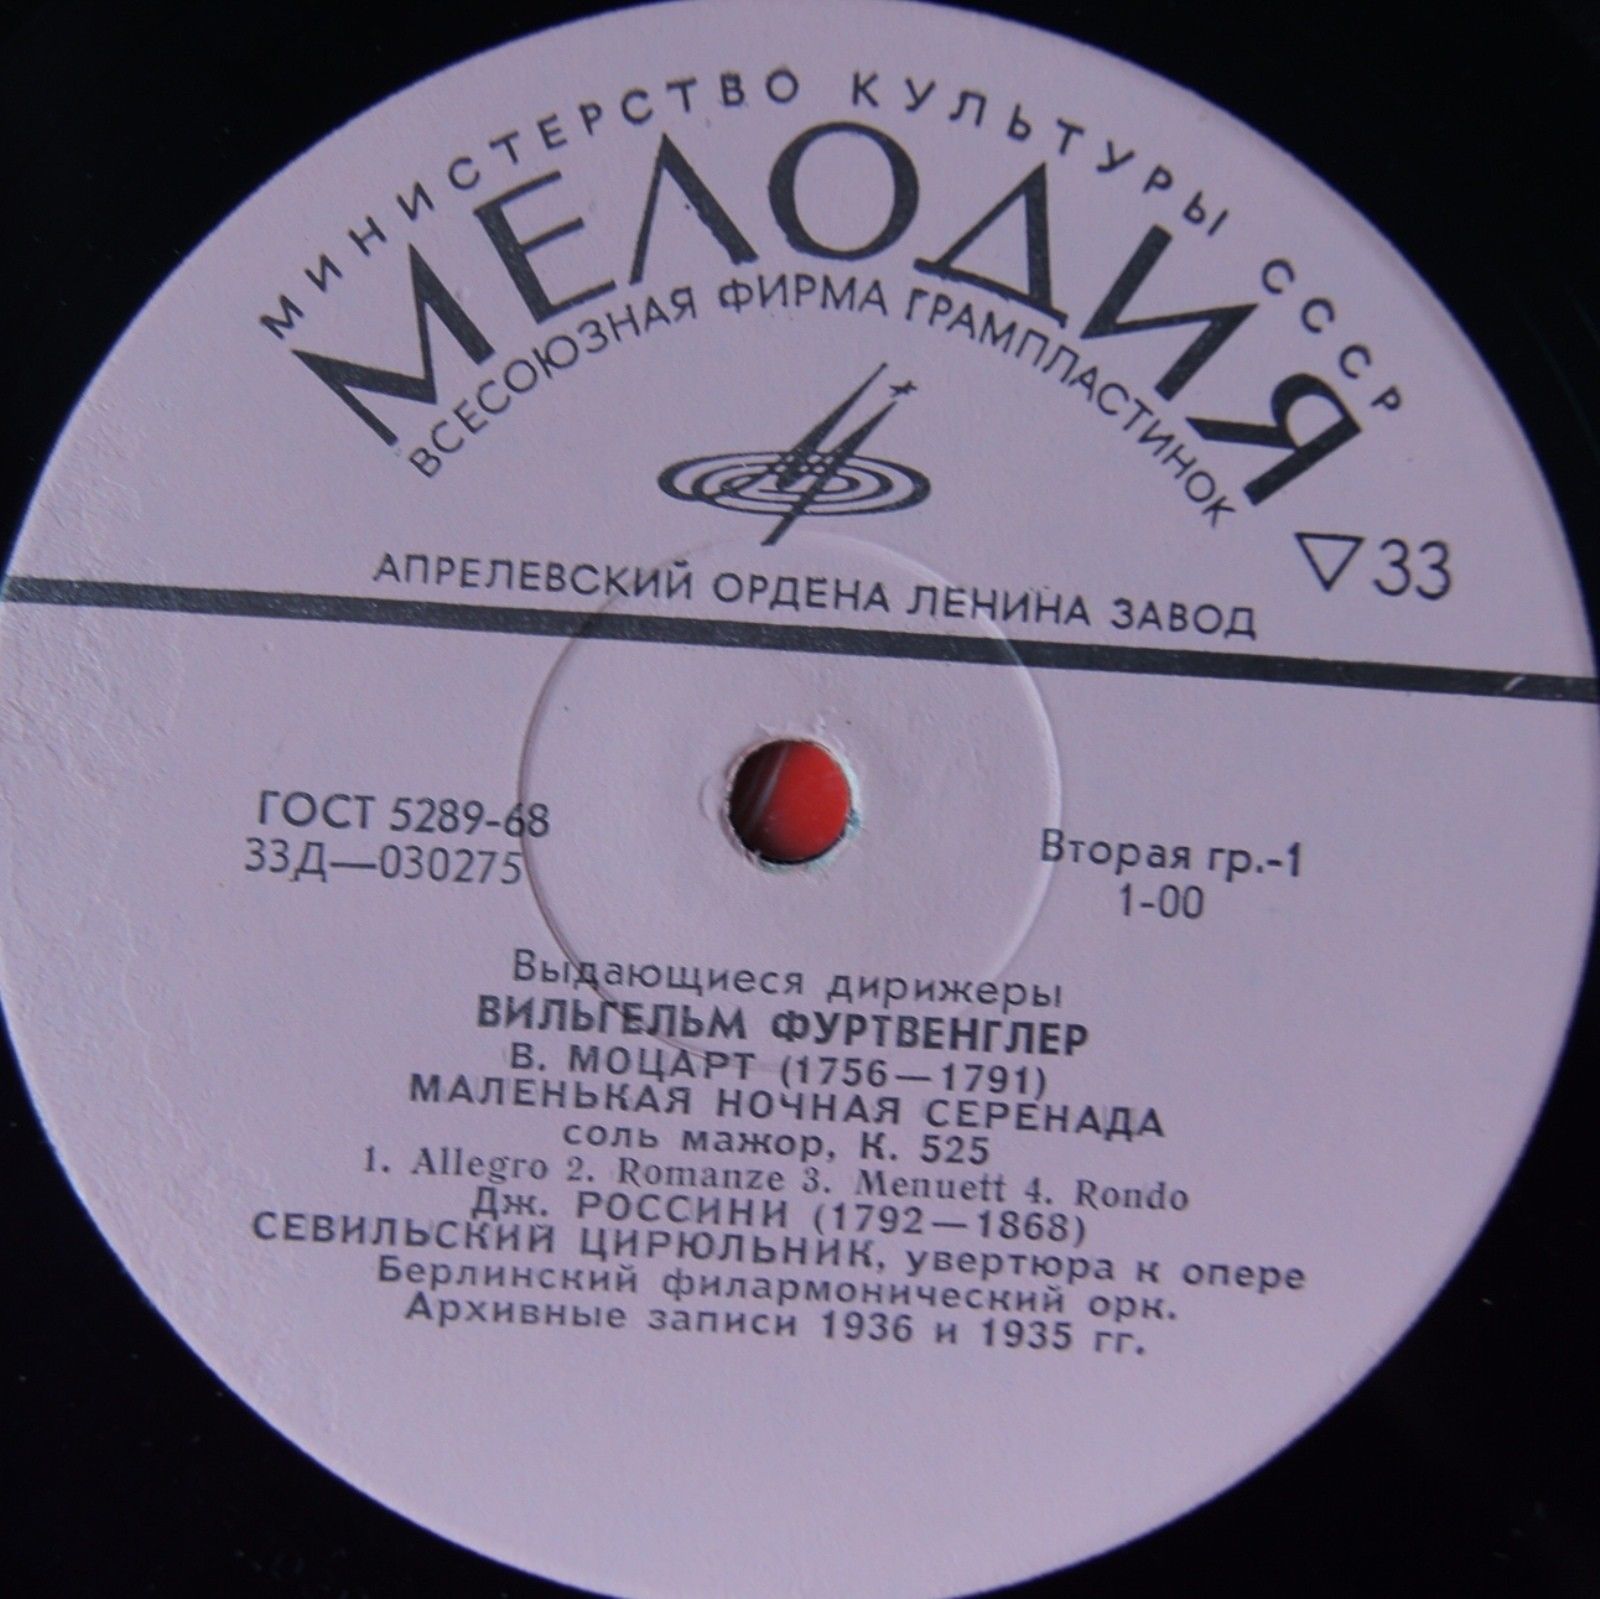 МИНИСТЕРСТВО КУЛЬТУРЫ СССР
МЕЛОДИЯ
ВСЕСОЮЗНАЯ ФИРМА ГРАМПЛАСТИНОК
▽33
АПРЕЛЕВСКИЙ ОРДЕНА ЛЕНИНА ЗАВОД
ГОСТ 5289-68
33Д—030275
Вторая гр.-1
1-00
Выдающиеся дирижеры
ВИЛЬГЕЛЬМ ФУРТВЕНГЛЕР
В. МОЦАРТ (1756—1791)
МАЛЕНЬКАЯ НОЧНАЯ СЕРЕНАДА
соль мажор, К. 525
1. Allegro 2. Romanze 3. Menuett 4. Rondo
Дж. РОССИНИ (1792—1868)
СЕВИЛЬСКИЙ ЦИРЮЛЬНИК, увертюра к опере
Берлинский филармонический орк.
Архивные записи 1936 и 1935 гг.